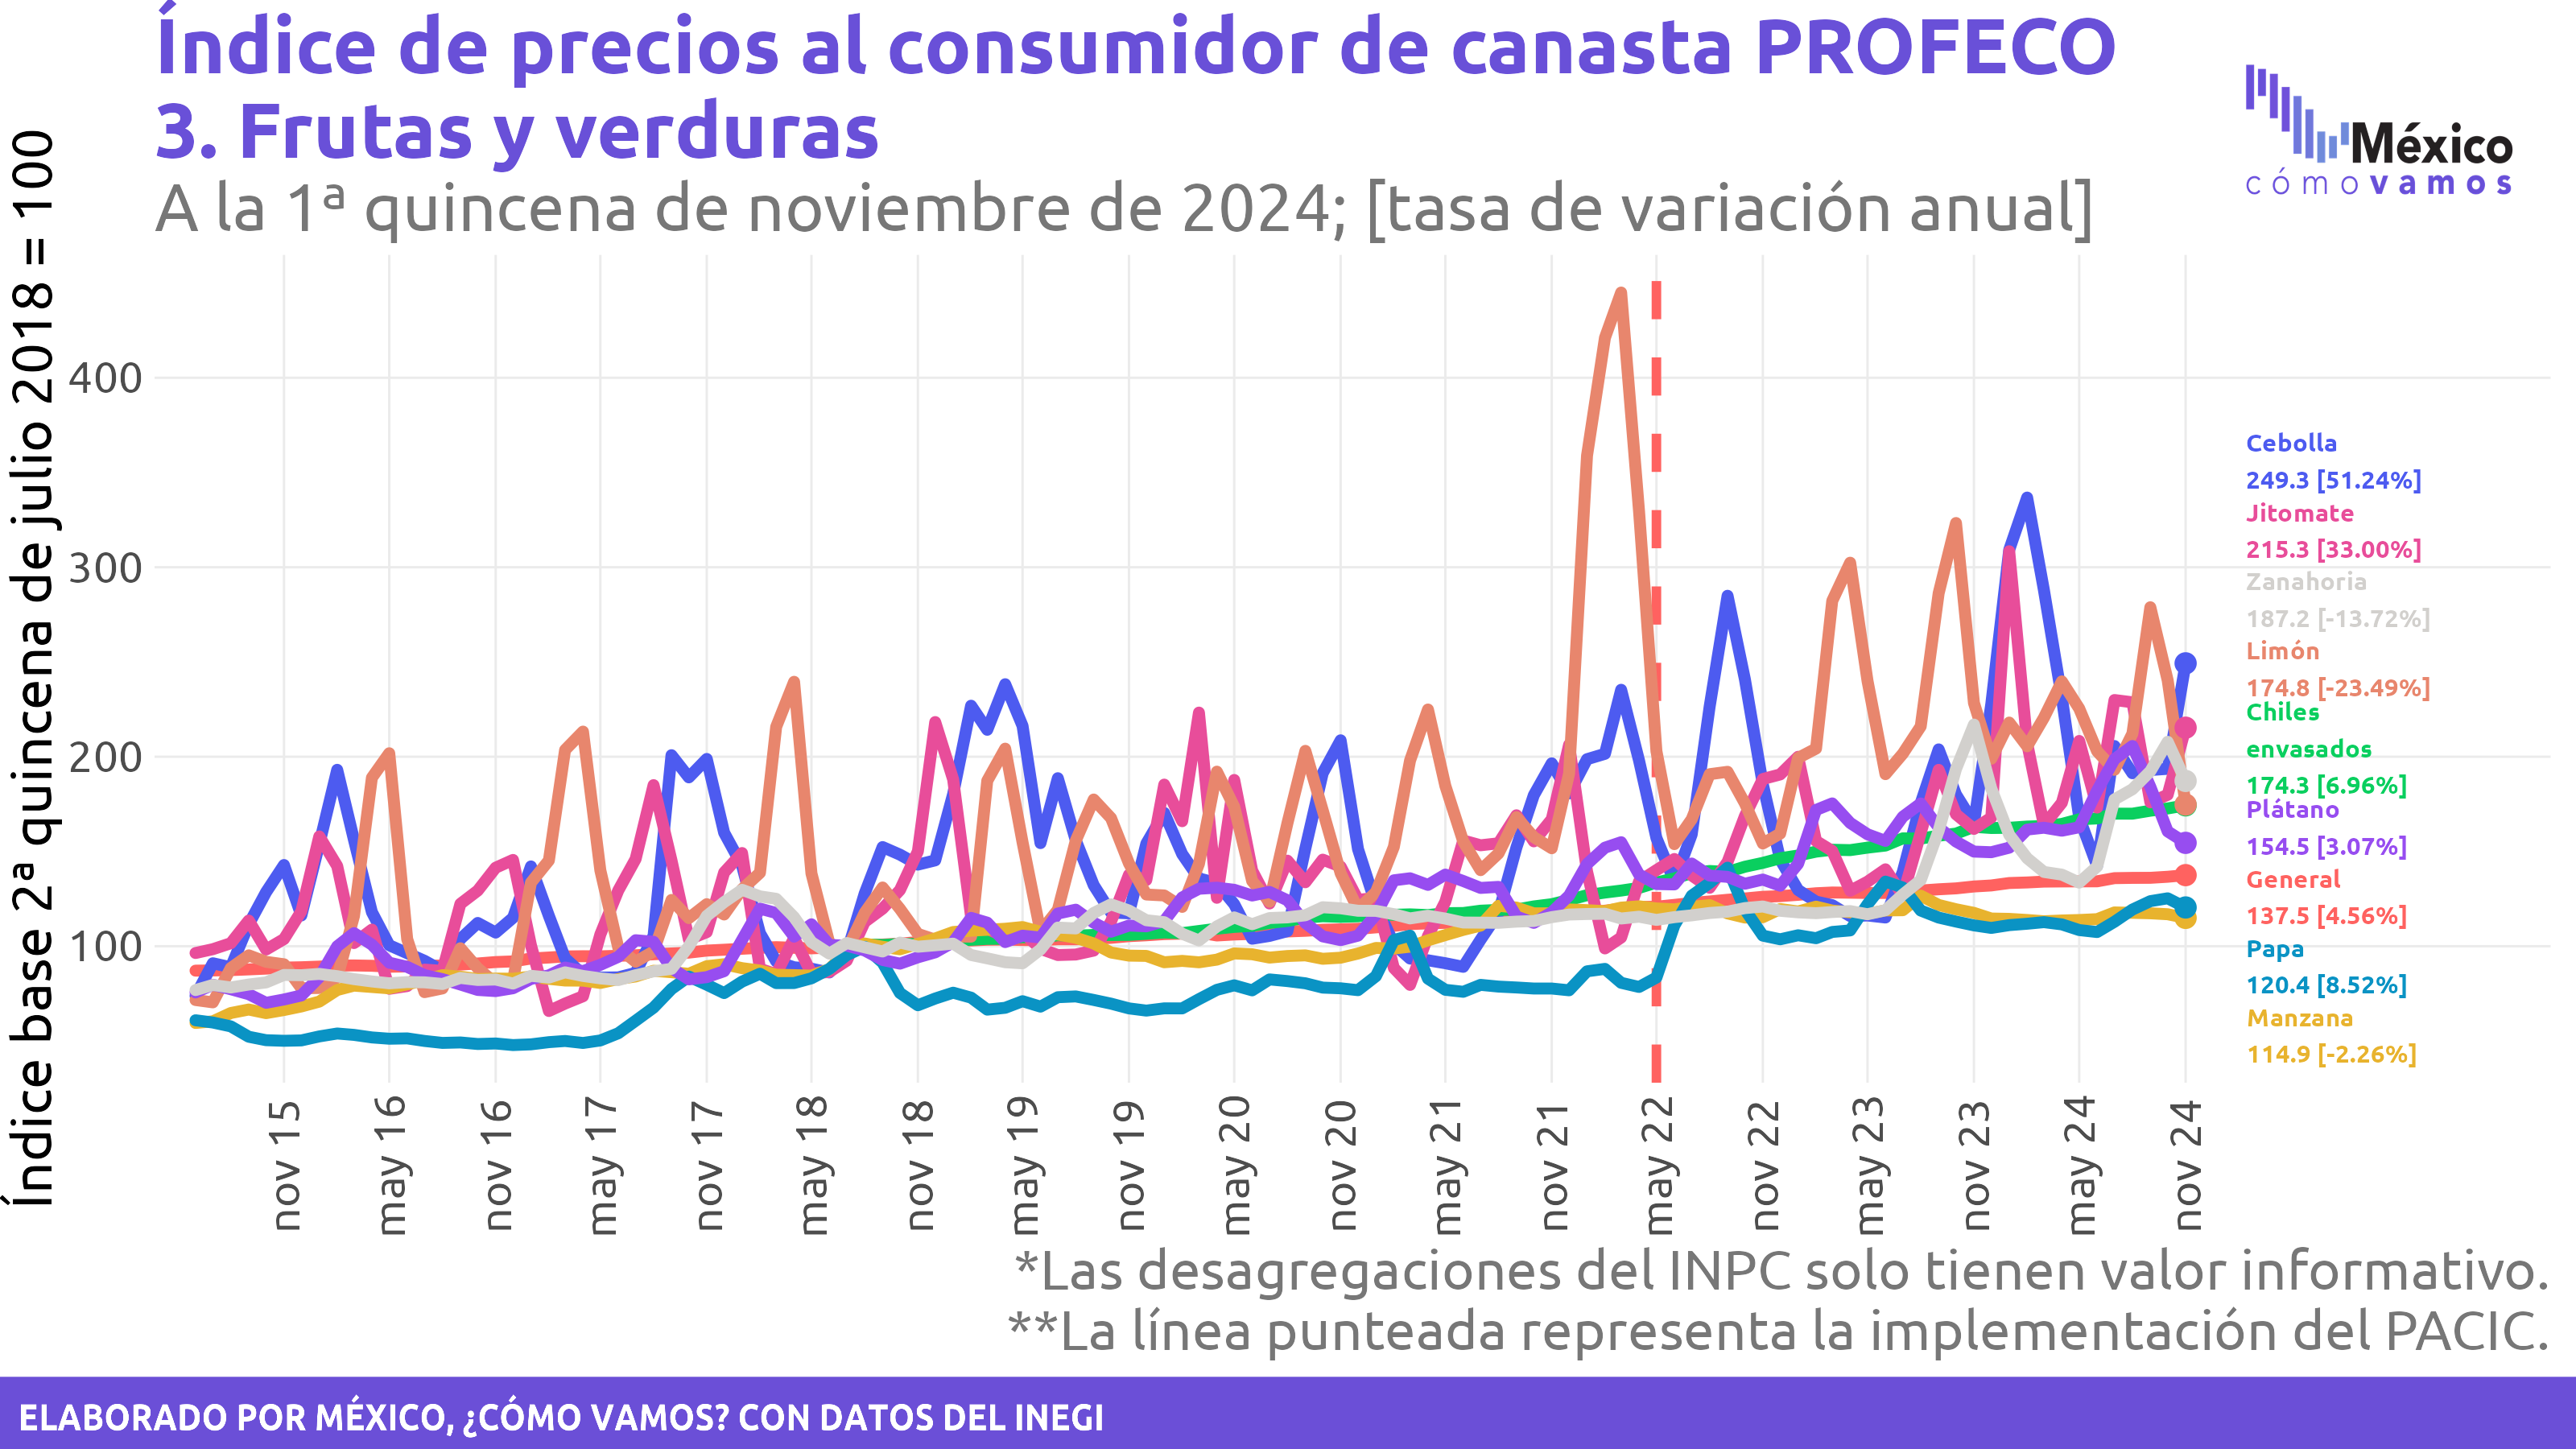 Índice de precios al consumidor de canasta PROFECO
3. Frutas y verduras
A la 1ª quincena de noviembre de 2024; [tasa de variación anual]
México
cómo vamos
Índice base 2ª quincena de julio 2018 = 100
400
300
200
100
Cebolla
249.3 [51.24%]
Jitomate
215.3 [33.00%]
Zanahoria
187.2 [-13.72%]
Limón
174.8 [-23.49%]
Chiles
envasados
174.3 [6.96%]
Plátano
154.5 [3.07%]
General
137.5 [4.56%]
Papa
120.4 [8.52%]
Manzana
114.9 [-2.26%]
nov 15
may 16
nov 16
may 17
nov 17
may 18
nov 18
may 19
nov 19
may 20
nov 20
may 21
nov 21
may 22
nov 22
may 23
nov 23
may 24
nov 24
*Las desagregaciones del INPC solo tienen valor informativo.
**La línea punteada representa la implementación del PACIC.
ELABORADO POR MÉXICO, ¿CÓMO VAMOS? CON DATOS DEL INEGI